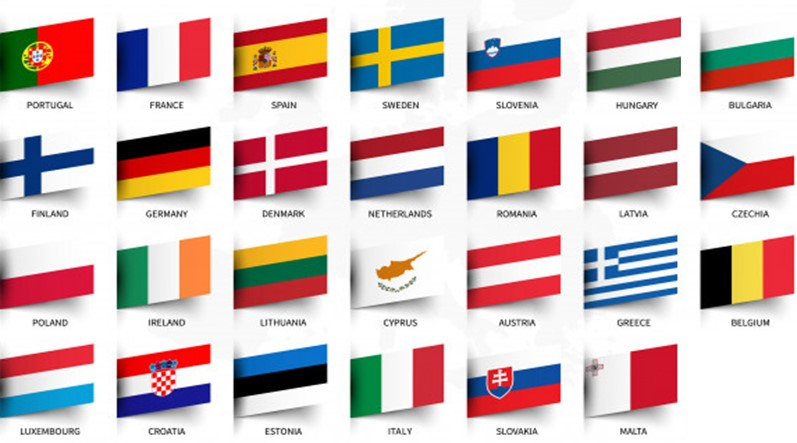 PORTUGAL
FRANCE
SPAIN
SWEDEN
SLOVENIA
HUNGARY
BULGARIA
FINLAND
GERMANY
DENMARK
NETHERLANDS
ROMANIA
LATVIA
CZECHIA
POLAND
IRELAND
LITHUANIA
CYPRUS
AUSTRIA
GREECE
BELGIUM
LUXEMBOURG
CROATIA
ESTONIA
ITALY
SLOVAKIA
MALTA